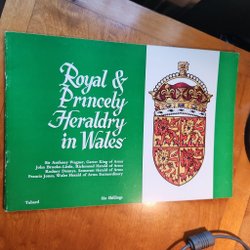 Royal &
Princely
Heraldry
in Wales
Sir Anthony Wagner, Garter King of Arms
John Brooke-Little, Richmond Herald of Arms
Rodney Dennys, Somerset Herald of Arms
Francis Jones, Wales Herald of Arms Extraordinary
Tabard
Six Shillings